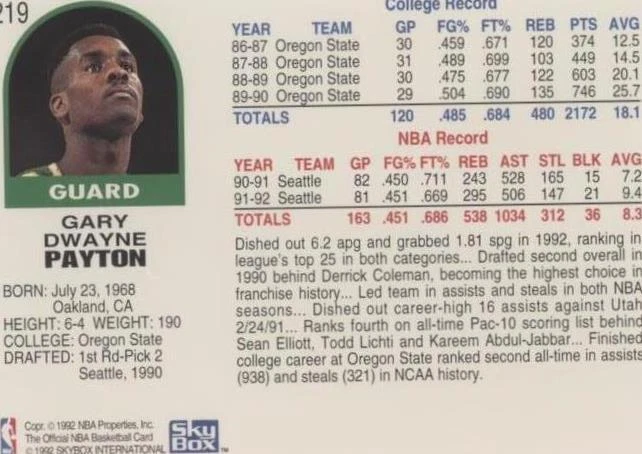 219
College Record
YEAR TEAM GP FG% FT% REB PTS AVG
86-87 Oregon State 30 .459 .671 120 374 12.5
87-88 Oregon State 31 .489 .699 103 449 14.5
88-89 Oregon State 30 .475 .677 122 603 20.1
89-90 Oregon State 29 .504 .690 135 746 25.7
TOTALS 120 .485 .684 480 2172 18.1
NBA Record
YEAR TEAM GP FG% FT% REB AST STL BLK AVG
90-91 Seattle 82 .450 .711 243 528 165 15 7.2
91-92 Seattle 81 .451 .669 295 506 147 21 9.4
TOTALS 163 .451 .686 538 1034 312 36 8.3
GUARD
GARY
DWAYNE
PAYTON
BORN: July 23, 1968
Oakland, CA
HEIGHT: 6-4 WEIGHT: 190
COLLEGE: Oregon State
DRAFTED: 1st Rd-Pick 2
Seattle, 1990
Dished out 6.2 apg and grabbed 1.81 spg in 1992, ranking in
league's top 25 in both categories... Drafted second overall in
1990 behind Derrick Coleman, becoming the highest choice in
franchise history... Led team in assists and steals in both NBA
seasons... Dished out career-high 16 assists against Utah
2/24/91... Ranks fourth on all-time Pac-10 scoring list behind
Sean Elliott, Todd Lichti and Kareem Abdul-Jabbar... Finished
college career at Oregon State ranked second all-time in assists
(938) and steals (321) in NCAA history.
Copr. © 1992 NBA Properties, Inc.
The Official NBA Basketball Card
© 1992 SKYBOX INTERNATIONAL
Sky
Box
TM